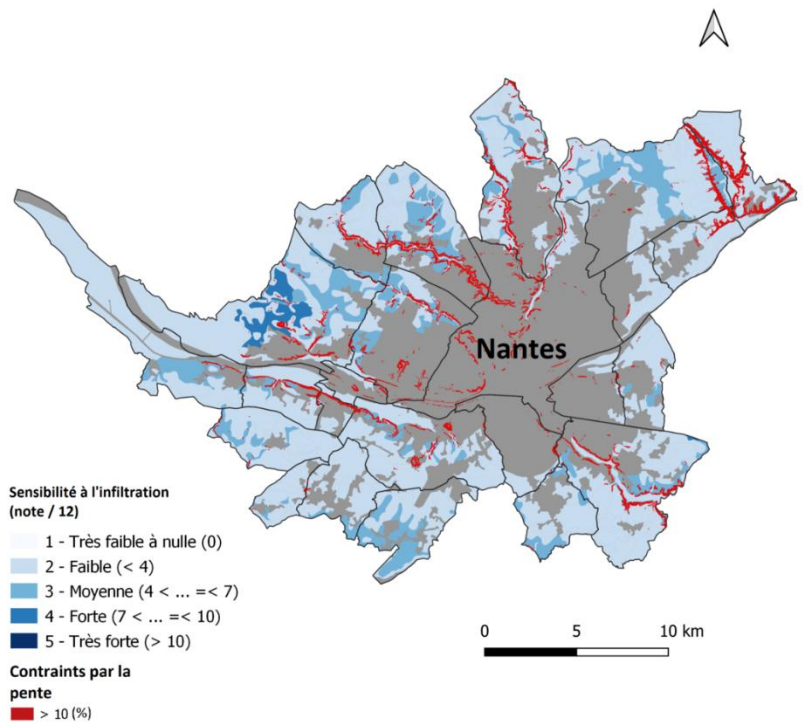 Nantes
Sensibilité à l'infiltration
(note / 12)
1 - Très faible à nulle (0)
2 - Faible (< 4)
3 - Moyenne (4 < ... =< 7)
4 - Forte (7 < ... =< 10)
5 - Très forte (> 10)
Contraints par la
pente
> 10 (%)
0 5 10 km